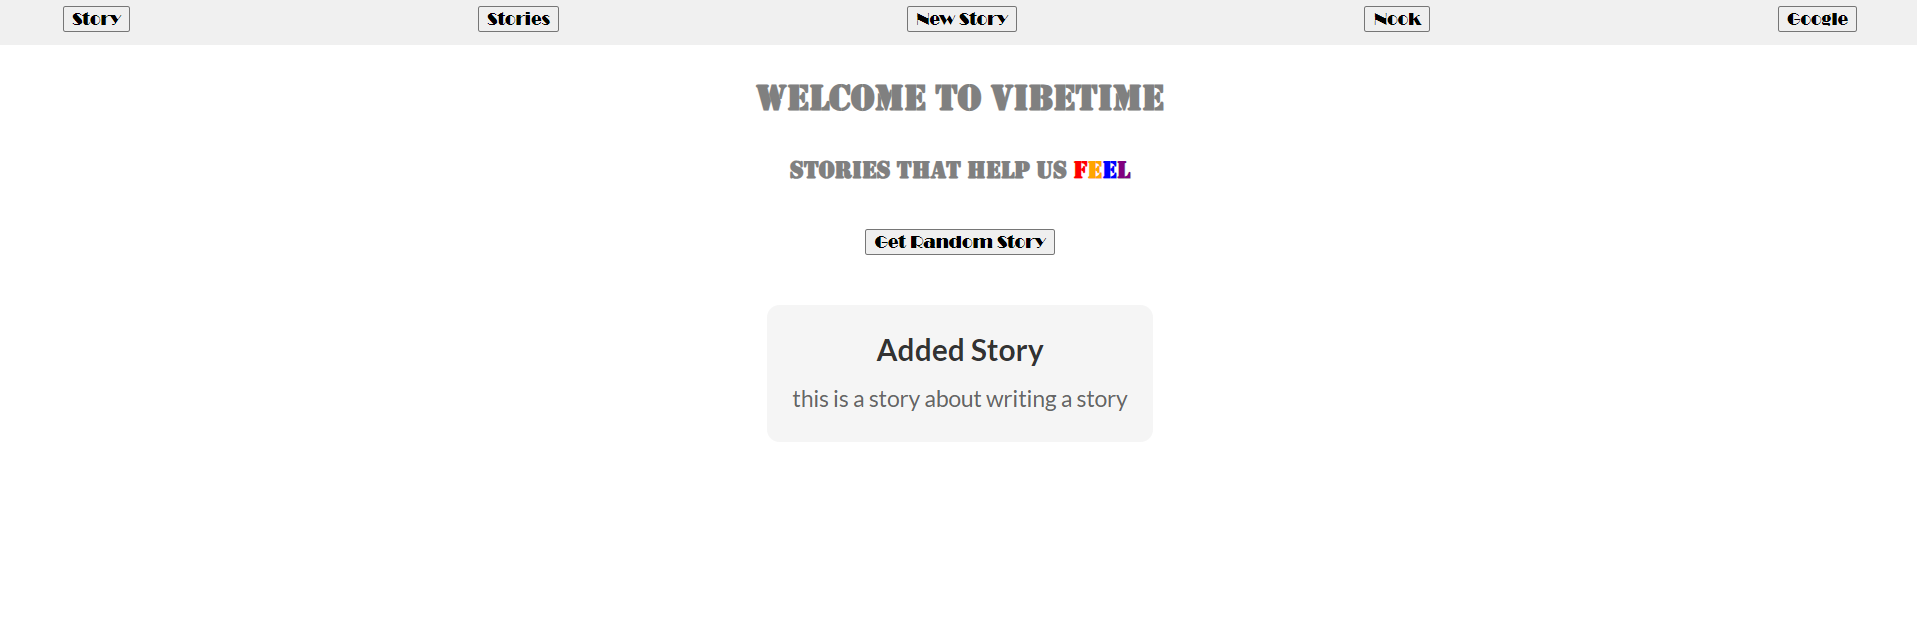 Story Stories New Story Nook Google
WELCOME TO VIBETIME
STORIES THAT HELP US FEEL
Get Random Story
Added Story
this is a story about writing a story